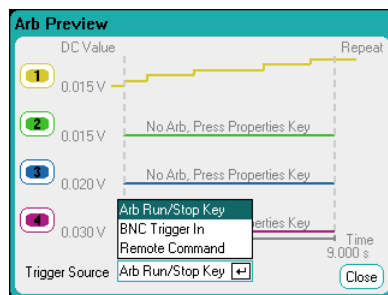 Arb Preview
DC Value Repeat
1 0.015 V
2 0.015 V No Arb, Press Properties Key
3 0.020 V No Arb, Press Properties Key
4 0.030 V perties Key
Arb Run/Stop Key
BNC Trigger In
Remote Command
Time
9.000 s
Trigger Source Arb Run/Stop Key Close